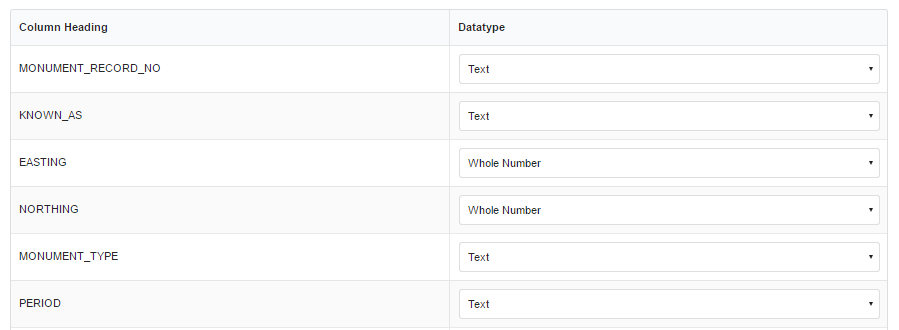 Column Heading Datatype
MONUMENT_RECORD_NO Text
KNOWN_AS Text
EASTING Whole Number
NORTHING Whole Number
MONUMENT_TYPE Text
PERIOD Text